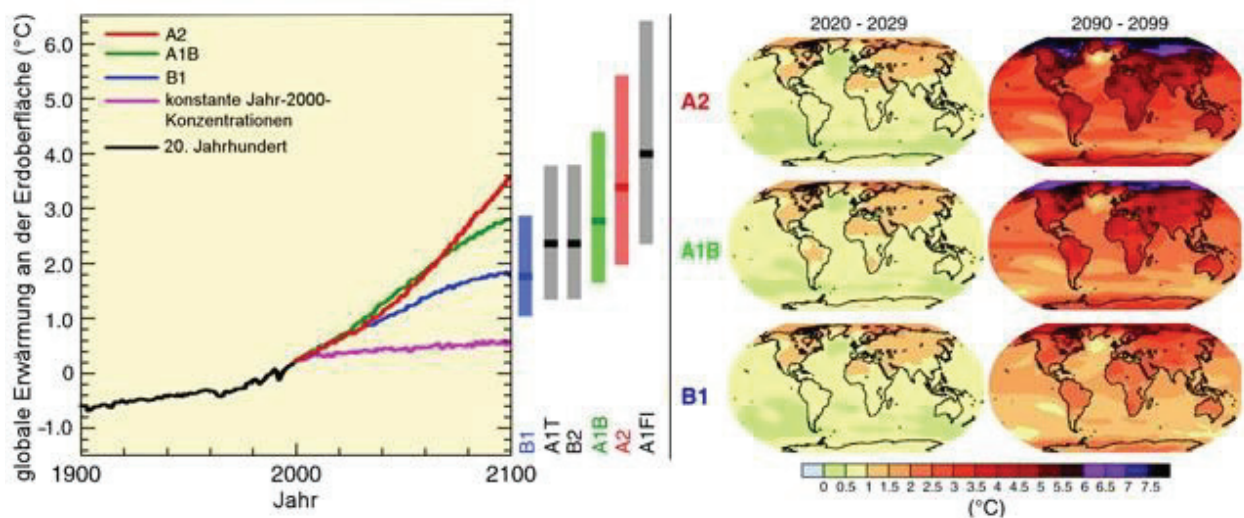 globale Erwärmung an der Erdoberfläche (°C)
6.0
5.0
4.0
3.0
2.0
1.0
0
-1.0
A2
A1B
B1
konstante Jahr-2000-
Konzentrationen
20. Jahrhundert
1900
2000
2100
Jahr
B1
A1T
B2
A1B
A2
A1FI
2020 - 2029
2090 - 2099
A2
A1B
B1
0 0.5 1 1.5 2 2.5 3 3.5 4 4.5 5 5.5 6 6.5 7 7.5
(°C)